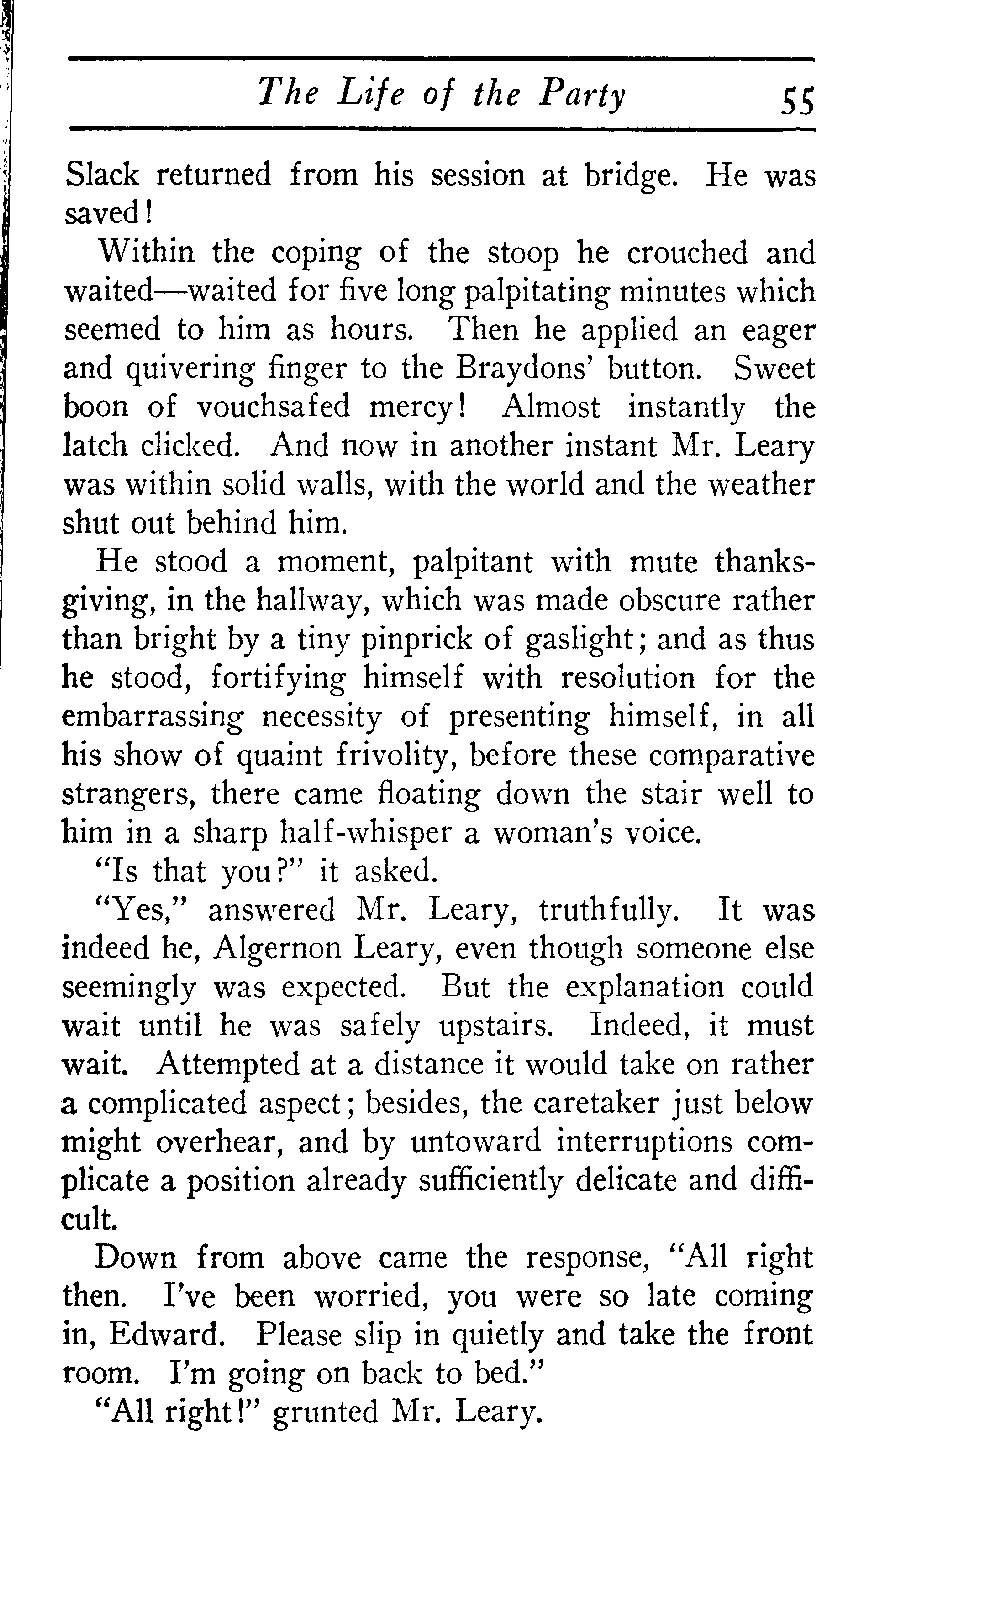 The Life of the Party 55
Slack returned from his session at bridge. He was
saved!
Within the coping of the stoop he crouched and
waited—waited for five long palpitating minutes which
seemed to him as hours. Then he applied an eager
and quivering finger to the Braydons' button. Sweet
boon of vouchsafed mercy! Almost instantly the
latch clicked. And now in another instant Mr. Leary
was within solid walls, with the world and the weather
shut out behind him.
He stood a moment, palpitant with mute thanks-
giving, in the hallway, which was made obscure rather
than bright by a tiny pinprick of gaslight; and as thus
he stood, fortifying himself with resolution for the
embarrassing necessity of presenting himself, in all
his show of quaint frivolity, before these comparative
strangers, there came floating down the stair well to
him in a sharp half-whisper a woman's voice.
"Is that you?" it asked.
"Yes," answered Mr. Leary, truthfully. It was
indeed he, Algernon Leary, even though someone else
seemingly was expected. But the explanation could
wait until he was safely upstairs. Indeed, it must
wait. Attempted at a distance it would take on rather
a complicated aspect; besides, the caretaker just below
might overhear, and by untoward interruptions com-
plicate a position already sufficiently delicate and diffi-
cult.
Down from above came the response, "All right
then. I've been worried, you were so late coming
in, Edward. Please slip in quietly and take the front
room. I'm going on back to bed."
"All right!" grunted Mr. Leary.